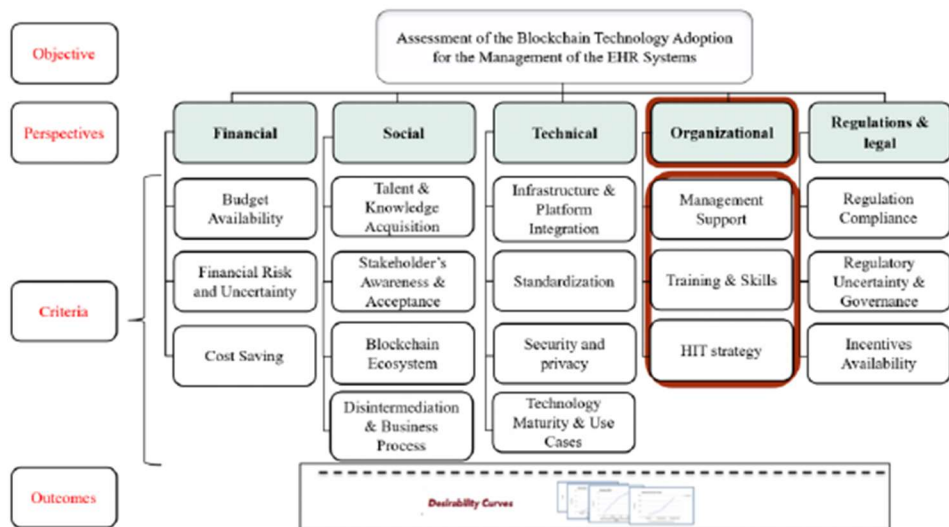 Objective
Assessment of the Blockchain Technology Adoption
for the Management of the EHR Systems
Perspectives
Financial
Social
Technical
Organizational
Regulations &
legal
Criteria
Budget
Availability
Financial Risk
and Uncertainty
Cost Saving
Talent &
Knowledge
Acquisition
Stakeholder's
Awareness &
Acceptance
Blockchain
Ecosystem
Disintermediation
& Business
Process
Infrastructure &
Platform
Integration
Standardization
Security and
privacy
Technology
Maturity & Use
Cases
Management
Support
Training & Skills
HIT strategy
Regulation
Compliance
Regulatory
Uncertainty &
Governance
Incentives
Availability
Outcomes
Desirability Curves